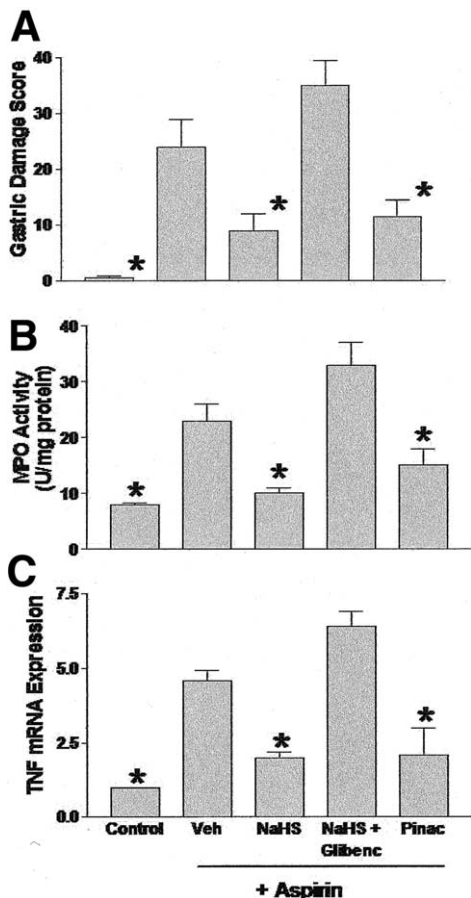 A
Gastric Damage Score
40
30
20
10
0
*
*
*
B
MPO Activity
(U/mg protein)
40
30
20
10
0
*
*
*
C
TNF mRNA Expression
7.5
5.0
2.5
0.0
*
*
*
Control Veh NaHS NaHS + Pinac
Glibenc
+ Aspirin